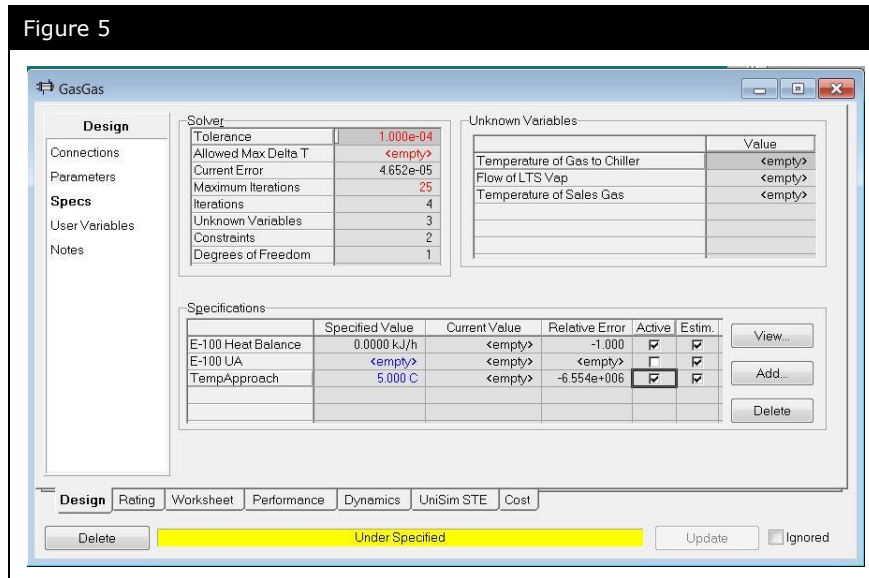 Figure 5
GasGas
Design
Connections
Parameters
Specs
User Variables
Notes
Solver
Tolerance 1.000e-04
Allowed Max Delta T <empty>
Current Error 4.652e-05
Maximum Iterations 25
Iterations 4
Unknown Variables 3
Constraints 2
Degrees of Freedom 1
Unknown Variables
Value
Temperature of Gas to Chiller <empty>
Flow of LTS Vap <empty>
Temperature of Sales Gas <empty>
Specifications
Specified Value Current Value Relative Error Active Estim.
E-100 Heat Balance 0.0000 kJ/h <empty> -1.000
E-100 UA <empty> <empty> <empty>
TempApproach 5.000 C <empty> -6.554e+006
View...
Add...
Delete
Design Rating Worksheet Performance Dynamics UniSim STE Cost
Delete Under Specified Update Ignored